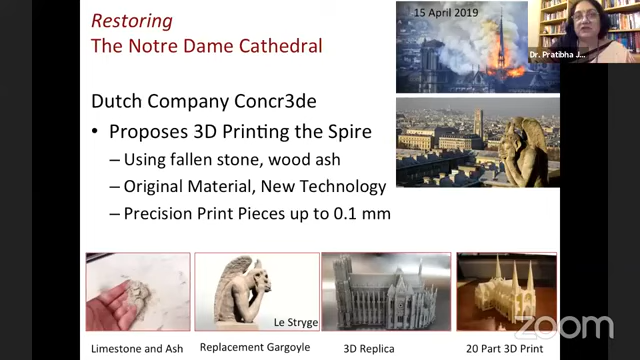 Restoring
The Notre Dame Cathedral
15 April 2019
Dr. Pratibha J...
Dutch Company Concr3de
• Proposes 3D Printing the Spire
– Using fallen stone, wood ash
– Original Material, New Technology
– Precision Print Pieces up to 0.1 mm
Le Stryge
Limestone and Ash
Replacement Gargoyle
3D Replica
20 Part 3D Print
zoom